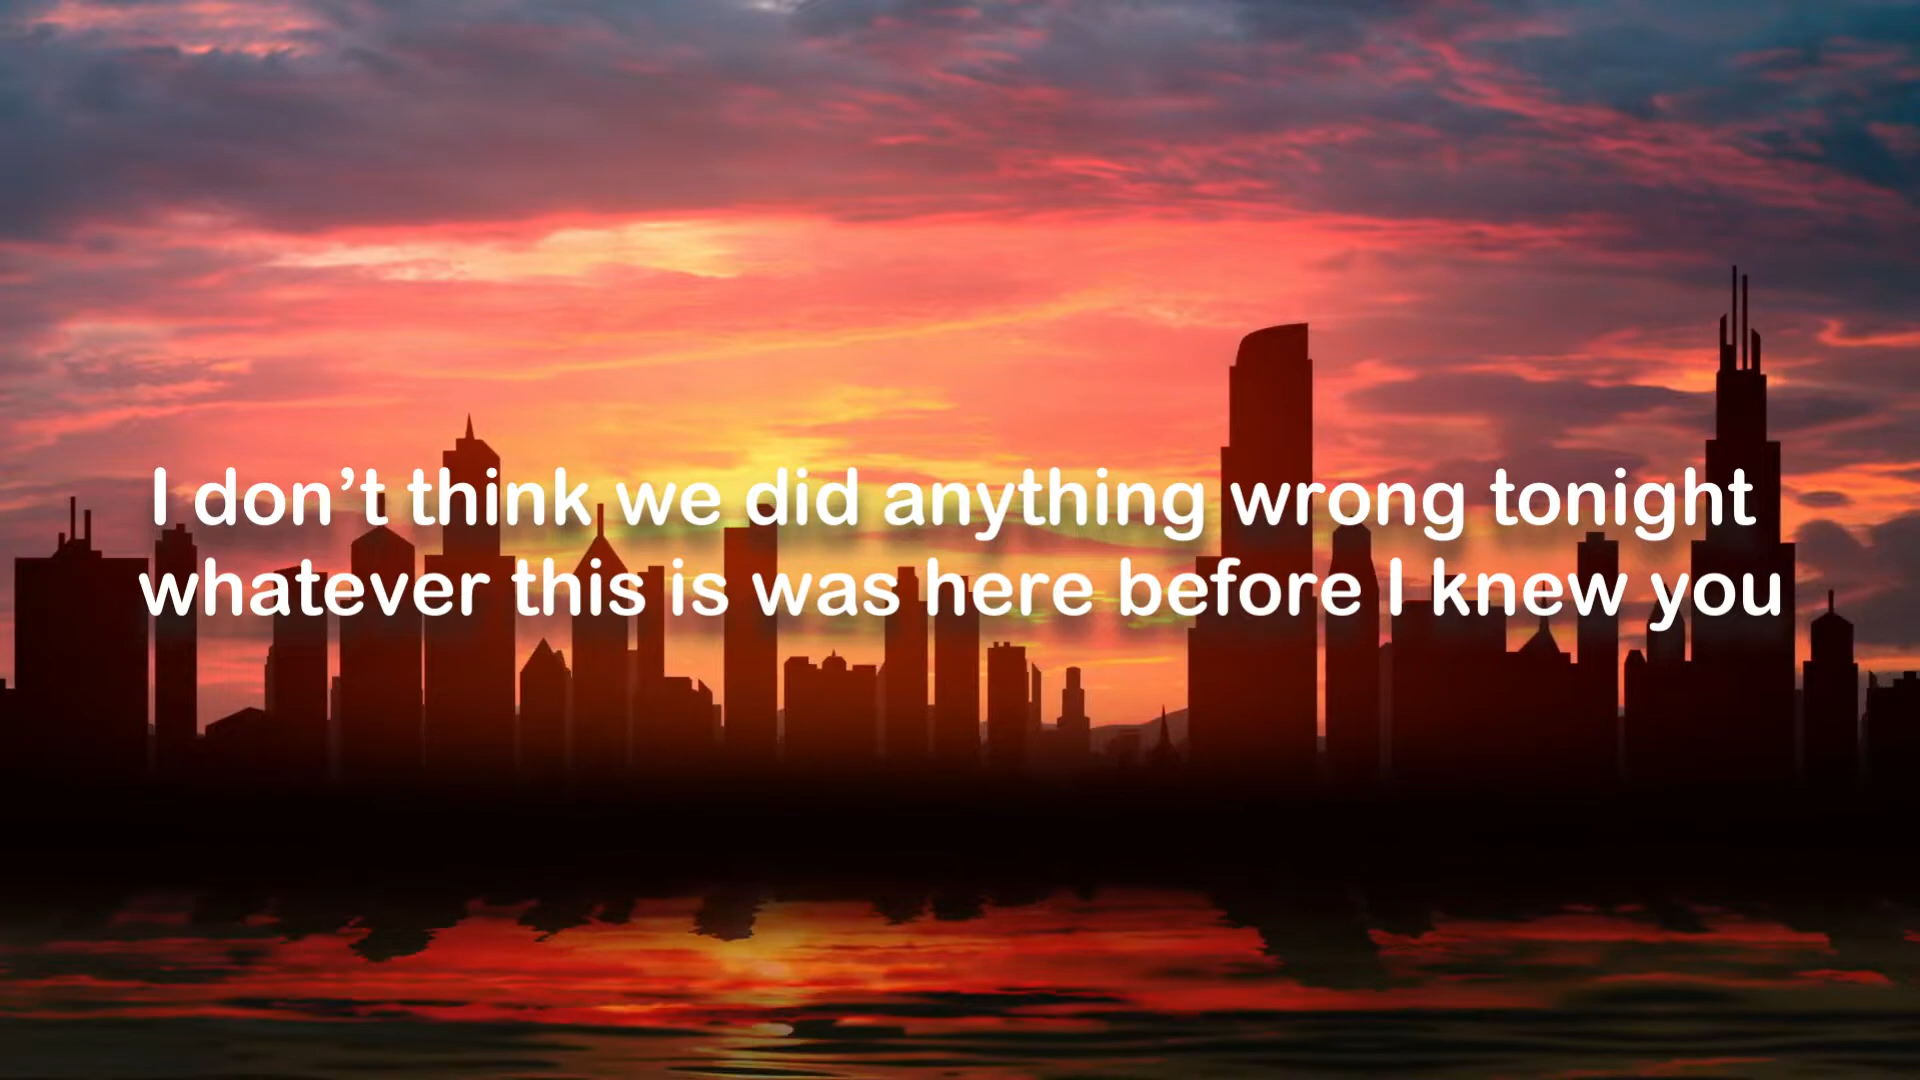 I don’t think we did anything wrong tonight
whatever this is was here before I knew you